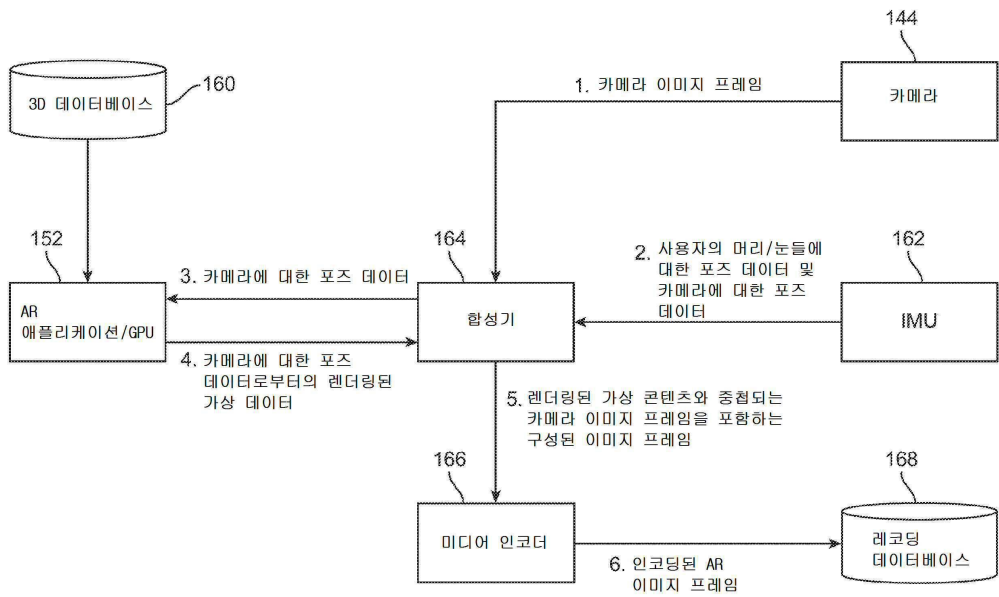 144
160
3D 데이터베이스
1. 카메라 이미지 프레임
카메라
152
164
162
2. 사용자의 머리/눈들에
대한 포즈 데이터 및
카메라에 대한 포즈
데이터
3. 카메라에 대한 포즈 데이터
AR
애플리케이션/GPU
합성기
IMU
4. 카메라에 대한 포즈
데이터로부터의 렌더링된
가상 데이터
5. 렌더링된 가상 콘텐츠와 중첩되는
카메라 이미지 프레임을 포함하는
구성된 이미지 프레임
166
168
미디어 인코더
레코딩
데이터베이스
6. 인코딩된 AR
이미지 프레임